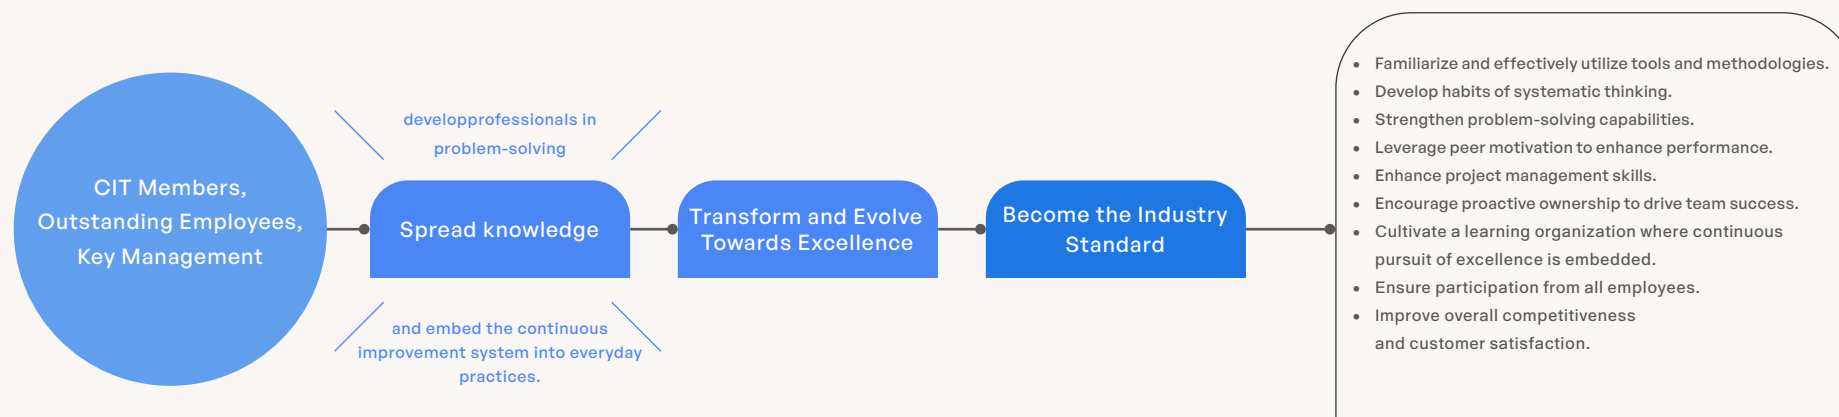 CIT Members,
Outstanding Employees,
Key Management
developprofessionals in
problem-solving
Spread knowledge
and embed the continuous
improvement system into everyday
practices.
Transform and Evolve
Towards Excellence
Become the Industry
Standard
• Familiarize and effectively utilize tools and methodologies.
• Develop habits of systematic thinking.
• Strengthen problem-solving capabilities.
• Leverage peer motivation to enhance performance.
• Enhance project management skills.
• Encourage proactive ownership to drive team success.
• Cultivate a learning organization where continuous
pursuit of excellence is embedded.
• Ensure participation from all employees.
• Improve overall competitiveness
and customer satisfaction.